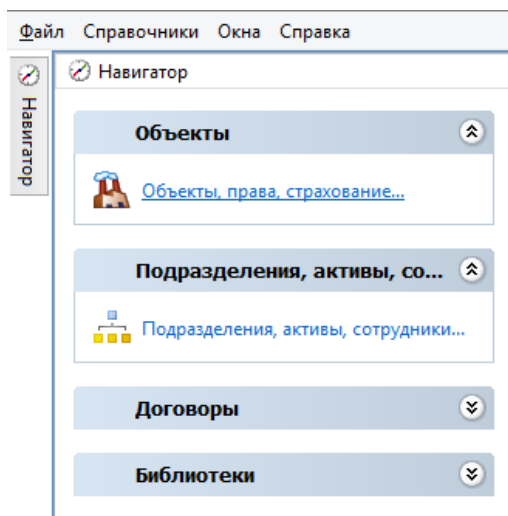 Файл Справочники Окна Справка
Навигатор
Навигатор
Объекты
Объекты, права, страхование...
Подразделения, активы, со...
Подразделения, активы, сотрудники...
Договоры
Библиотеки